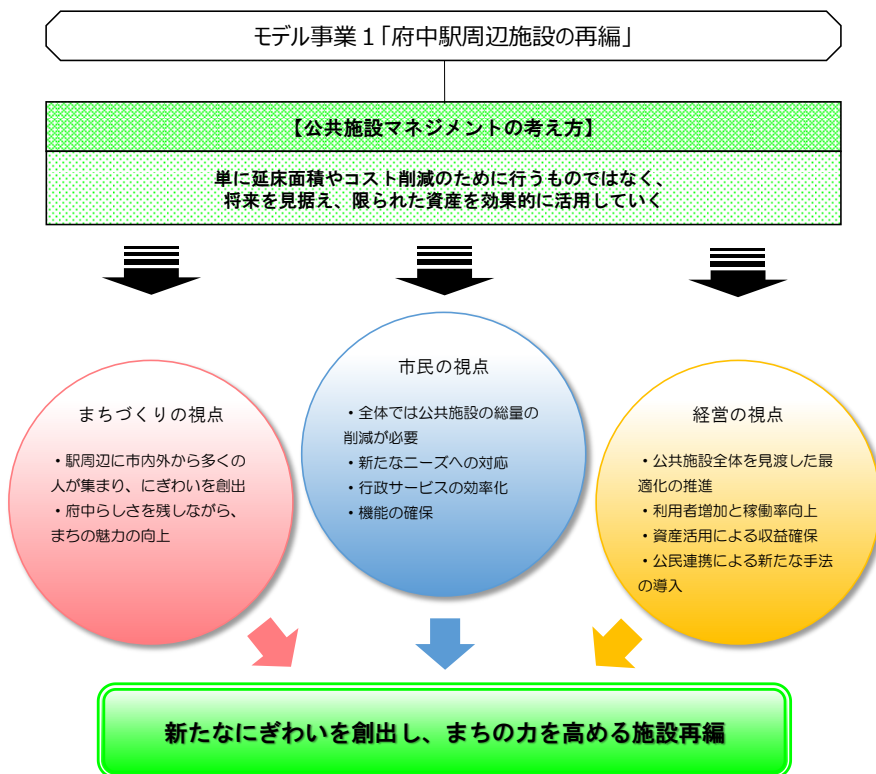 モデル事業１「府中駅周辺施設の再編」
【公共施設マネジメントの考え方】
単に延床面積やコスト削減のために行うものではなく、
将来を見据え、限られた資産を効果的に活用していく
まちづくりの視点
・駅周辺に市内外から多くの
人が集まり、にぎわいを創出
・府中らしさを残しながら、
まちの魅力の向上
市民の視点
・全体では公共施設の総量の
削減が必要
・新たなニーズへの対応
・行政サービスの効率化
・機能の確保
経営の視点
・公共施設全体を見渡した最
適化の推進
・利用者増加と稼働率向上
・資産活用による収益確保
・公民連携による新たな手法
の導入
新たなにぎわいを創出し、まちの力を高める施設再編